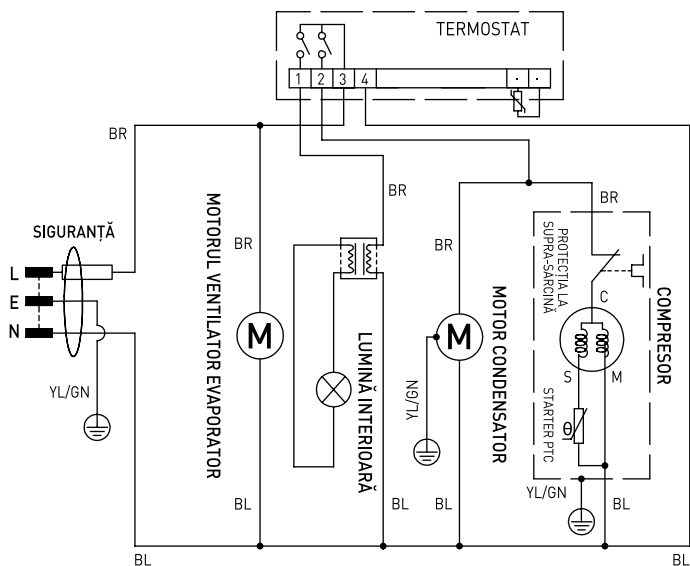 TERMOSTAT
1 2 3 4
BR
BR
SIGURANȚĂ
L
E
N
YL/GN
MOTORUL VENTILATOR EVAPORATOR
BR
M
BL
LUMINĂ INTERIOARĂ
BL
BR
M
YL/GN
MOTOR CONDENSATOR
BL
BR
PROTECȚIA LA
SUPRA-SARCINĂ
COMPRESOR
C
S
M
STARTER PTC
θ
YL/GN
BL
BL
BL